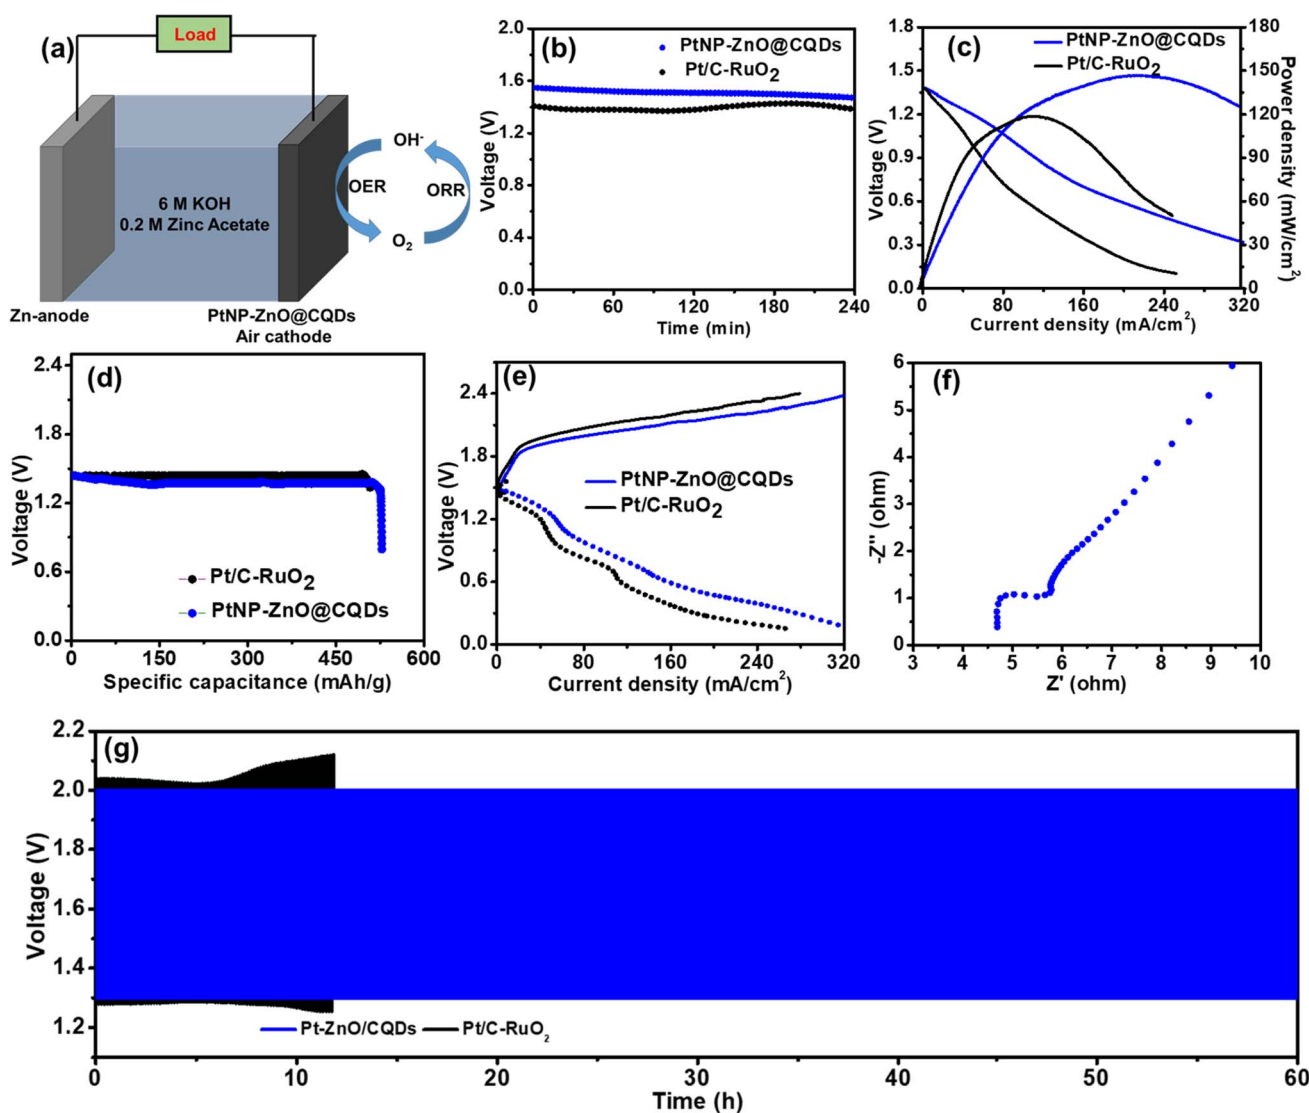 (a)
Load
OH⁻
OER
ORR
O₂
6 M KOH
0.2 M Zinc Acetate
Zn-anode
PtNP-ZnO@CQDs
Air cathode
(b)
PtNP-ZnO@CQDs
Pt/C-RuO₂
Voltage (V)
2.0
1.6
1.2
0.8
0.4
0.0
0
60
120
180
240
Time (min)
(c)
PtNP-ZnO@CQDs
Pt/C-RuO₂
Voltage (V)
1.8
1.5
1.2
0.9
0.6
0.3
0.0
180
150
120
90
60
30
0
Power density (mW/cm²)
0
80
160
240
320
Current density (mA/cm²)
(d)
Voltage (V)
2.4
1.8
1.2
0.6
0.0
Pt/C-RuO₂
PtNP-ZnO@CQDs
0
150
300
450
600
Specific capacitance (mAh/g)
(e)
Voltage (V)
2.4
1.8
1.2
0.6
0.0
PtNP-ZnO@CQDs
Pt/C-RuO₂
0
80
160
240
320
Current density (mA/cm²)
(f)
-Z'' (ohm)
6
5
4
3
2
1
0
3
4
5
6
7
8
9
10
Z' (ohm)
(g)
Voltage (V)
2.2
2.0
1.8
1.6
1.4
1.2
Pt-ZnO/CQDs
Pt/C-RuO₂
0
10
20
30
40
50
60
Time (h)